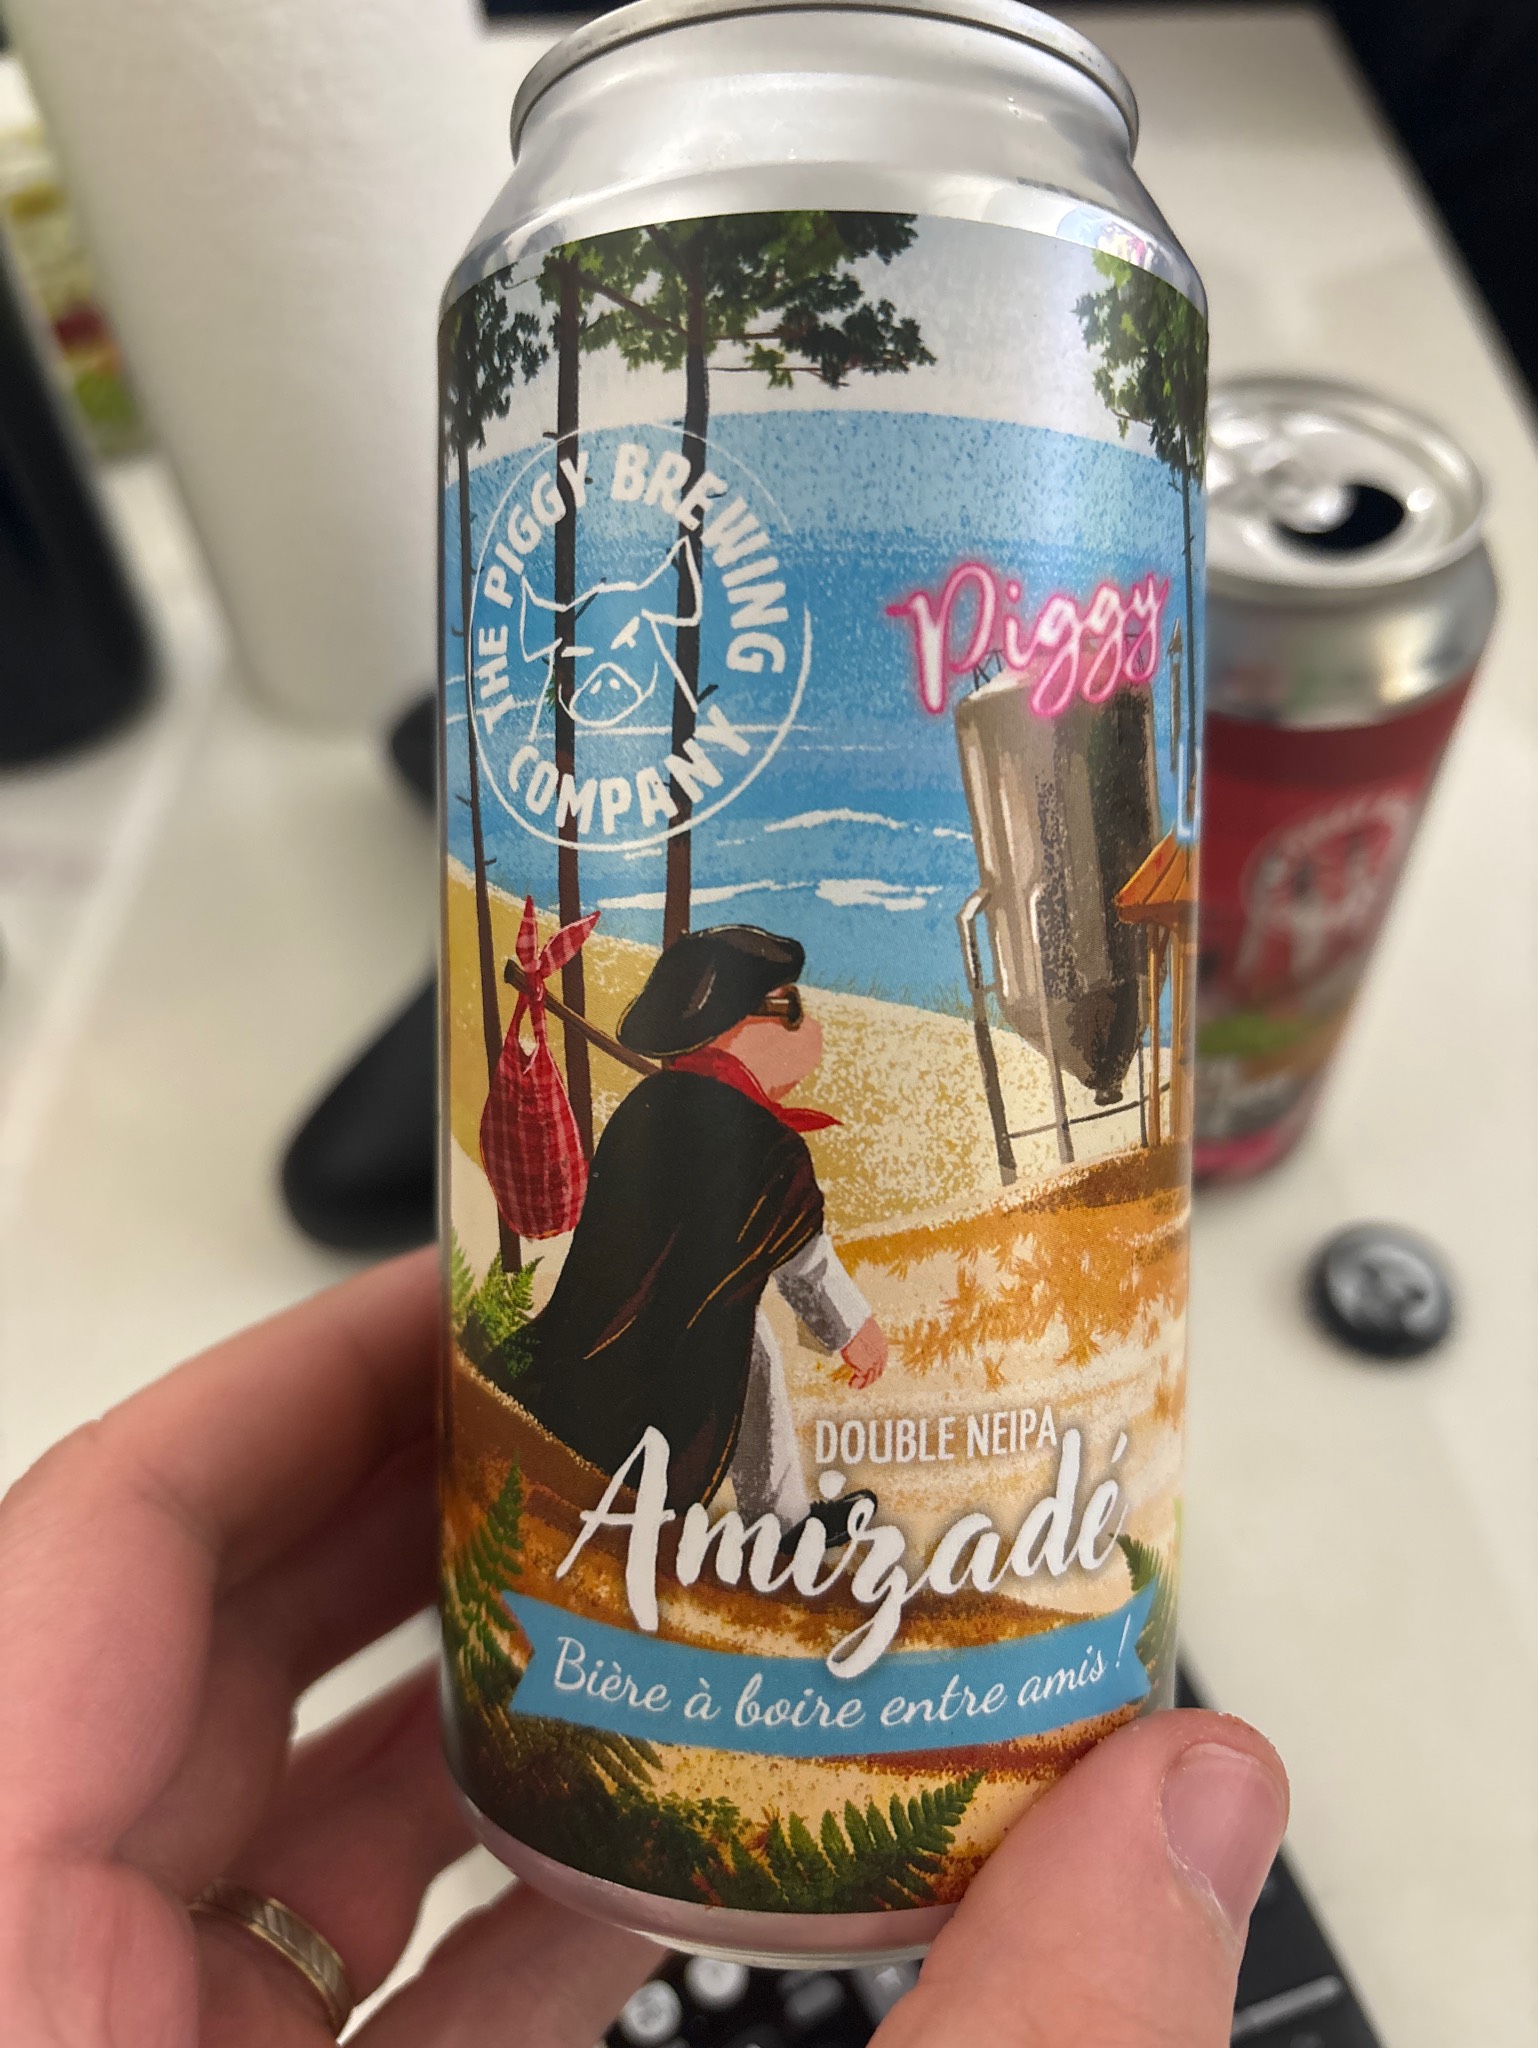 THE PIGGY BREWING
COMPANY
Piggy
DOUBLE NEIPA
Amizadé
Bière à boire entre amis !